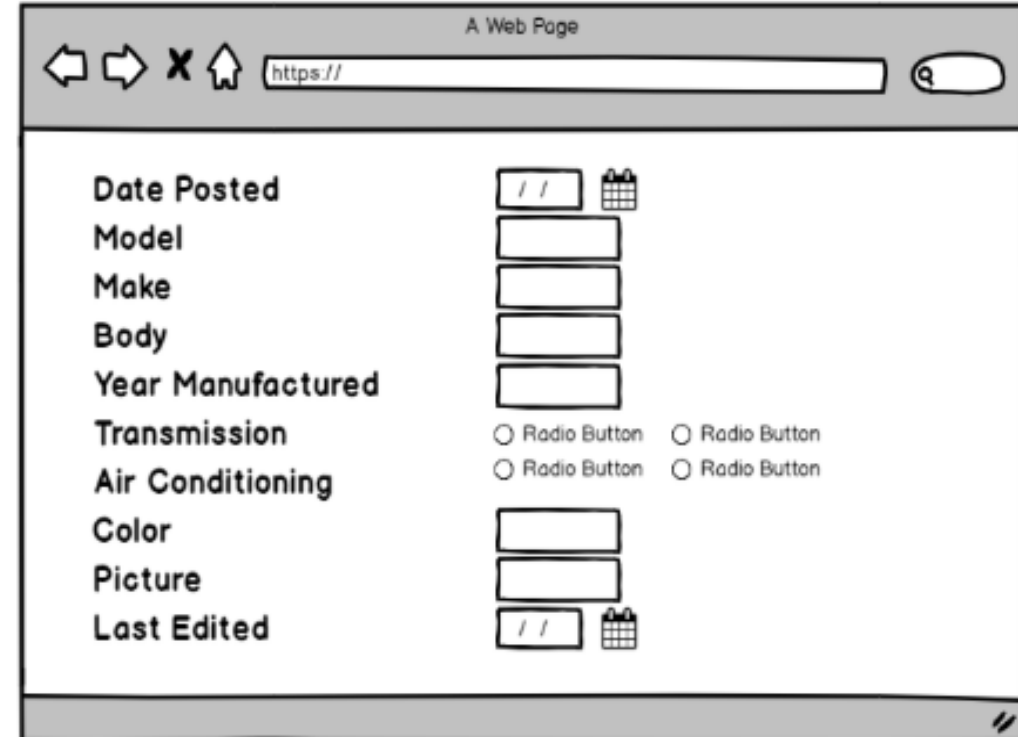 A Web Page
https://
Date Posted / /
Model
Make
Body
Year Manufactured
Transmission Radio Button Radio Button
Air Conditioning Radio Button Radio Button
Color
Picture
Last Edited / /